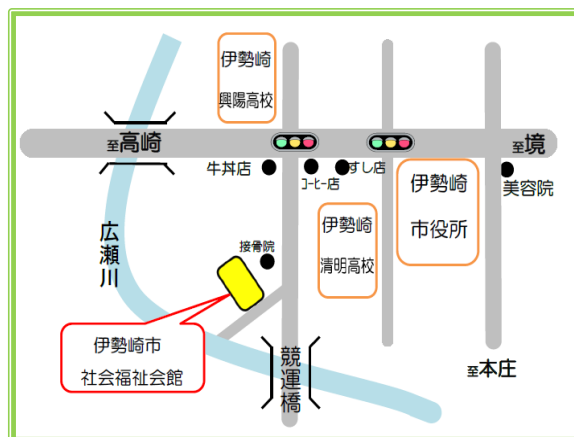 伊勢崎
興陽高校
至高崎
至境
牛丼店
コーヒー店
すし店
美容院
伊勢崎
市役所
伊勢崎
清明高校
広瀬川
接骨院
伊勢崎市
社会福祉会館
競運橋
至本庄